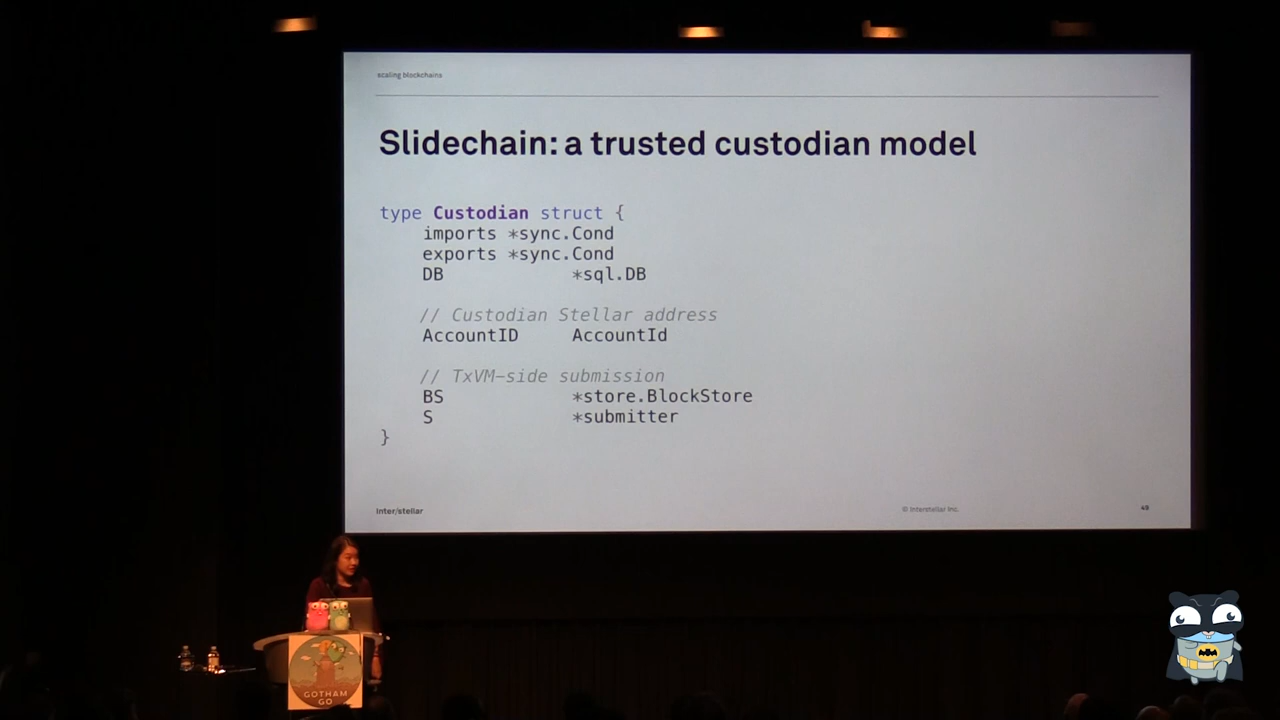 scaling blockchains
Slidechain: a trusted custodian model
type Custodian struct {
imports *sync.Cond
exports *sync.Cond
DB *sql.DB
// Custodian Stellar address
AccountID AccountId
// TxVM-side submission
BS *store.BlockStore
S *submitter
}
Inter/stellar
© Interstellar Inc.
GOTHAM
GO